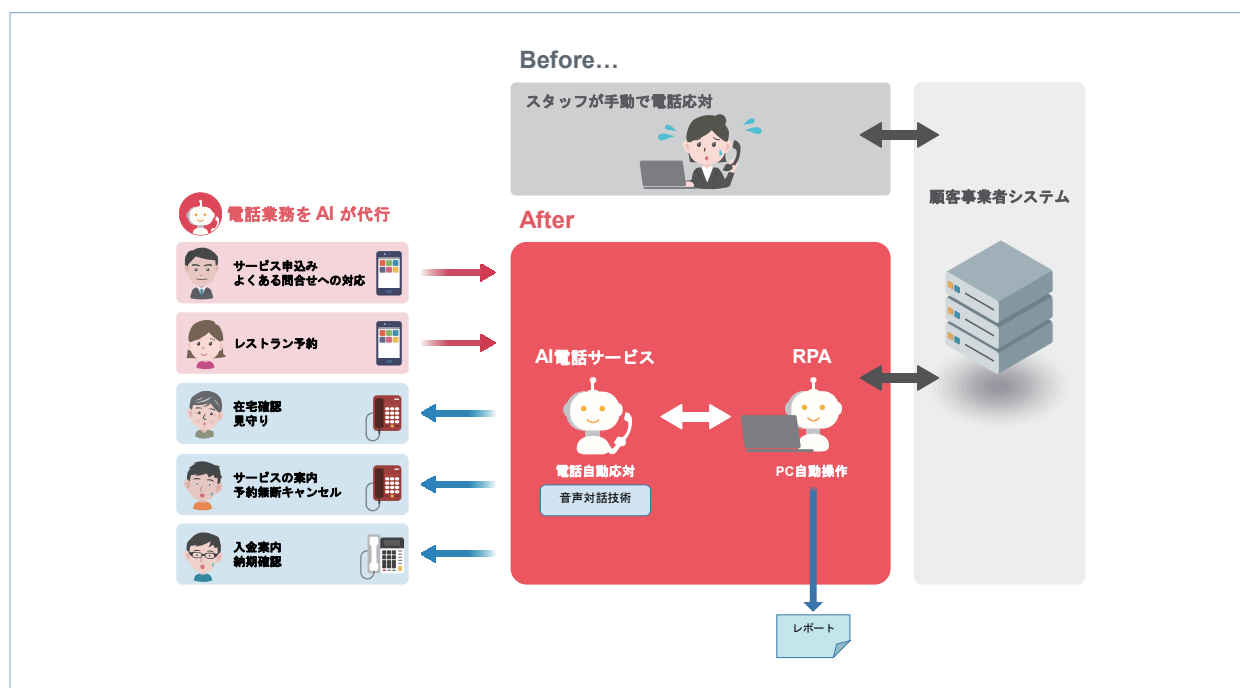 Before…
スタッフが手動で電話応対
顧客事業者システム
電話業務を AI が代行
After
サービス申込み
よくある問合せへの対応
レストラン予約
在宅確認
見守り
サービスの案内
予約無断キャンセル
入金案内
納期確認
AI電話サービス
RPA
電話自動応対
PC自動操作
音声対話技術
レポート